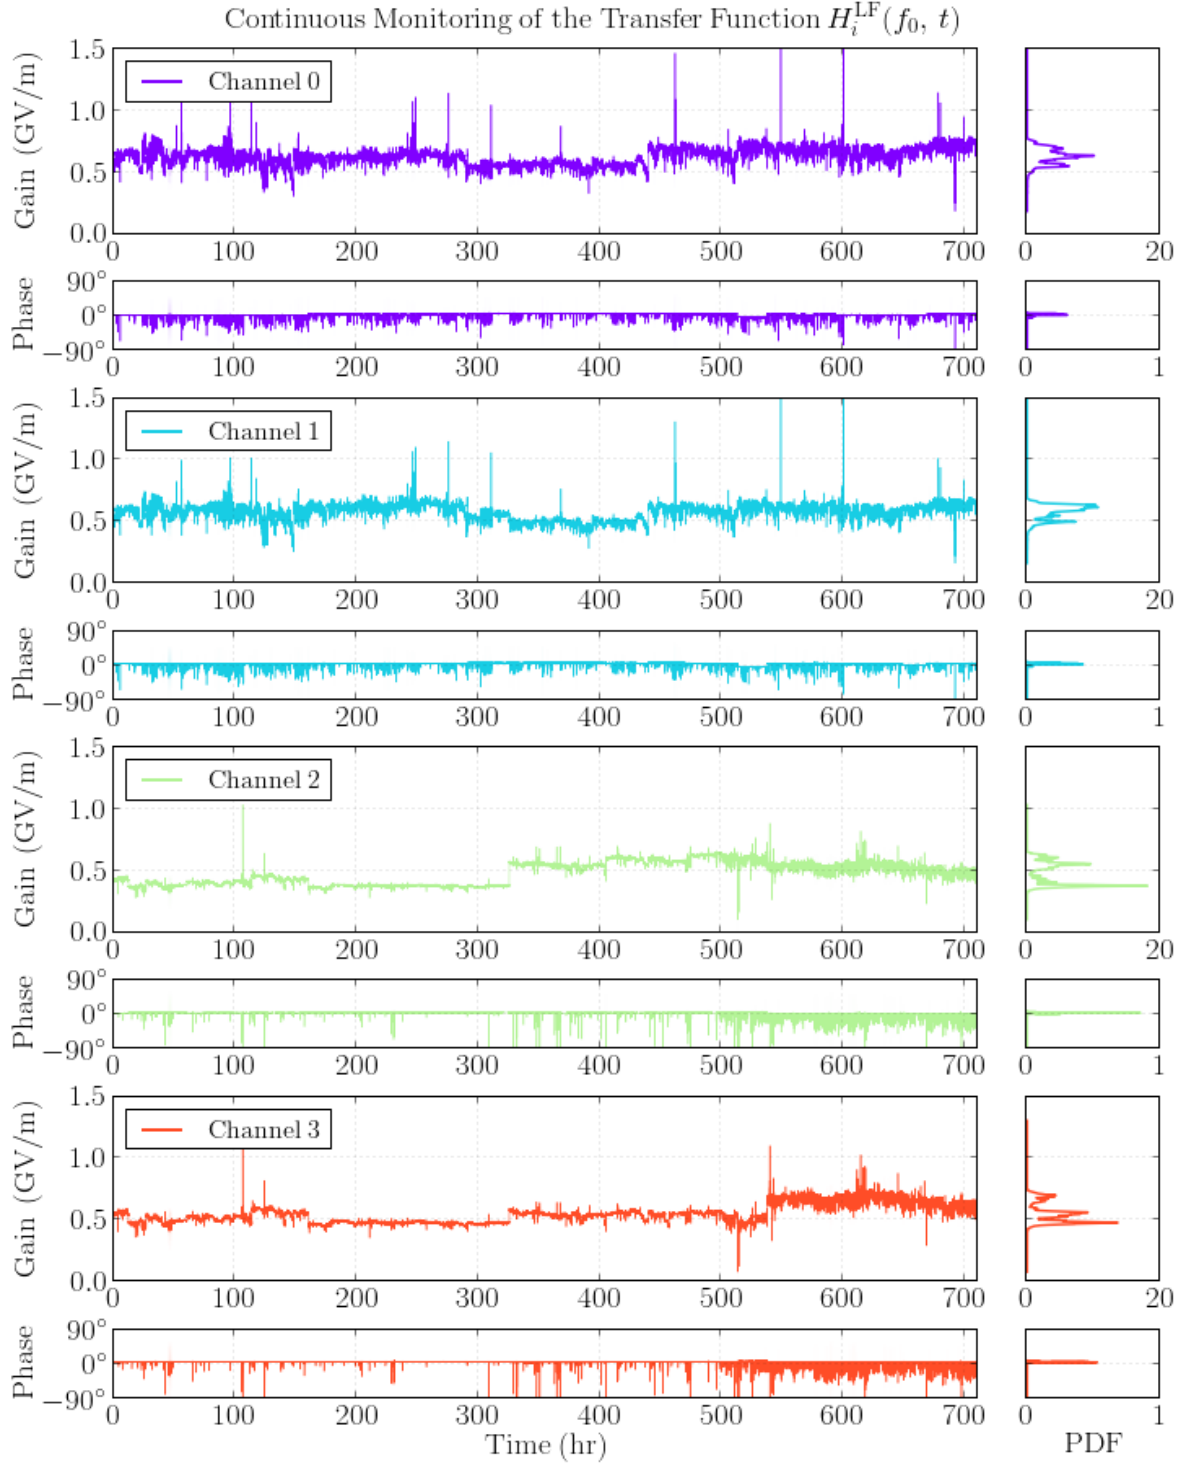 Continuous Monitoring of the Transfer Function H_i^LF(f_0, t)
Gain (GV/m)
1.5
1.0
0.5
0.0
Channel 0
0 100 200 300 400 500 600 700
0 20
Phase
90°
0°
−90°
0 100 200 300 400 500 600 700
0 1
Gain (GV/m)
1.5
1.0
0.5
0.0
Channel 1
0 100 200 300 400 500 600 700
0 20
Phase
90°
0°
−90°
0 100 200 300 400 500 600 700
0 1
Gain (GV/m)
1.5
1.0
0.5
0.0
Channel 2
0 100 200 300 400 500 600 700
0 20
Phase
90°
0°
−90°
0 100 200 300 400 500 600 700
0 1
Gain (GV/m)
1.5
1.0
0.5
0.0
Channel 3
0 100 200 300 400 500 600 700
0 20
Phase
90°
0°
−90°
0 100 200 300 400 500 600 700
0 1
Time (hr)
PDF